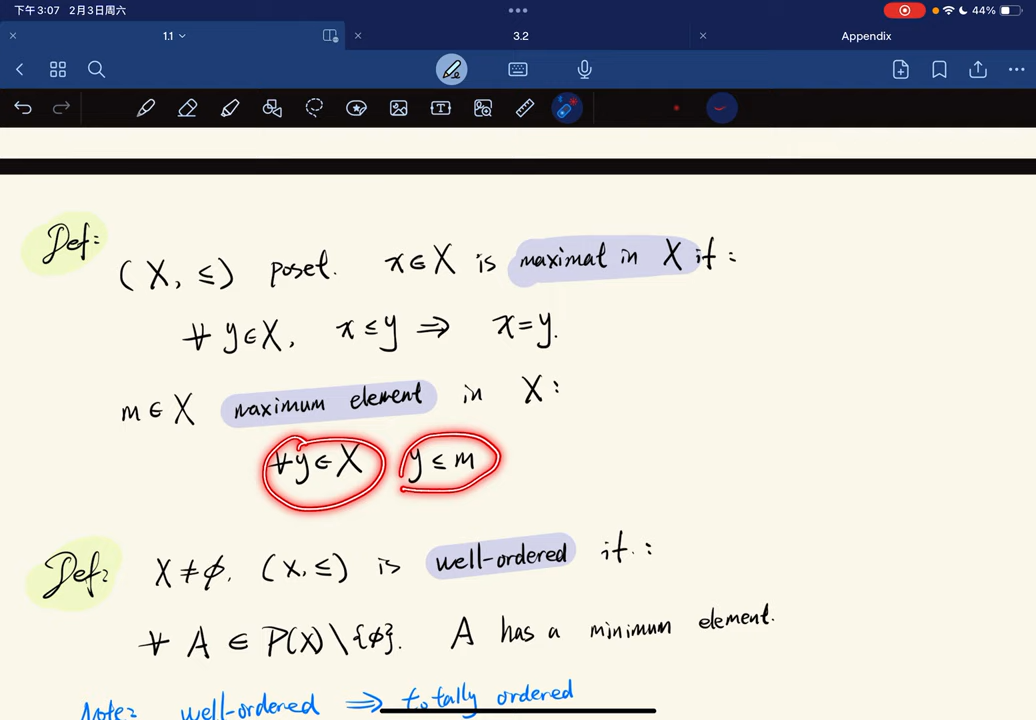 下午3:07 2月3日周六
44%
1.1
3.2
Appendix
Def:
(X, ≤) poset. x∈X is maximal in X if:
∀ y∈X, x≤y ⇒ x=y.
m∈X maximum element in X:
∀y∈X y≤m
Def: X≠∅. (X,≤) is well-ordered if:
∀ A ∈ P(X)\{∅}. A has a minimum element.
Note: well-ordered ⇒ totally ordered